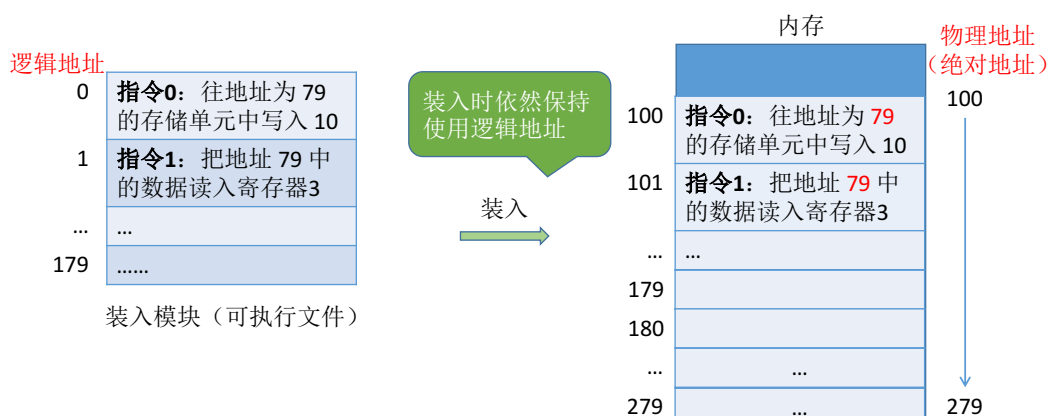 逻辑地址
0
指令0：往地址为 79
的存储单元中写入 10
1
指令1：把地址 79 中
的数据读入寄存器3
...
...
179
......
装入模块（可执行文件）
装入时依然保持
使用逻辑地址
装入
内存
物理地址
（绝对地址）
100
指令0：往地址为 79
的存储单元中写入 10
101
指令1：把地址 79 中
的数据读入寄存器3
...
...
179
180
...
...
279
...
100
279